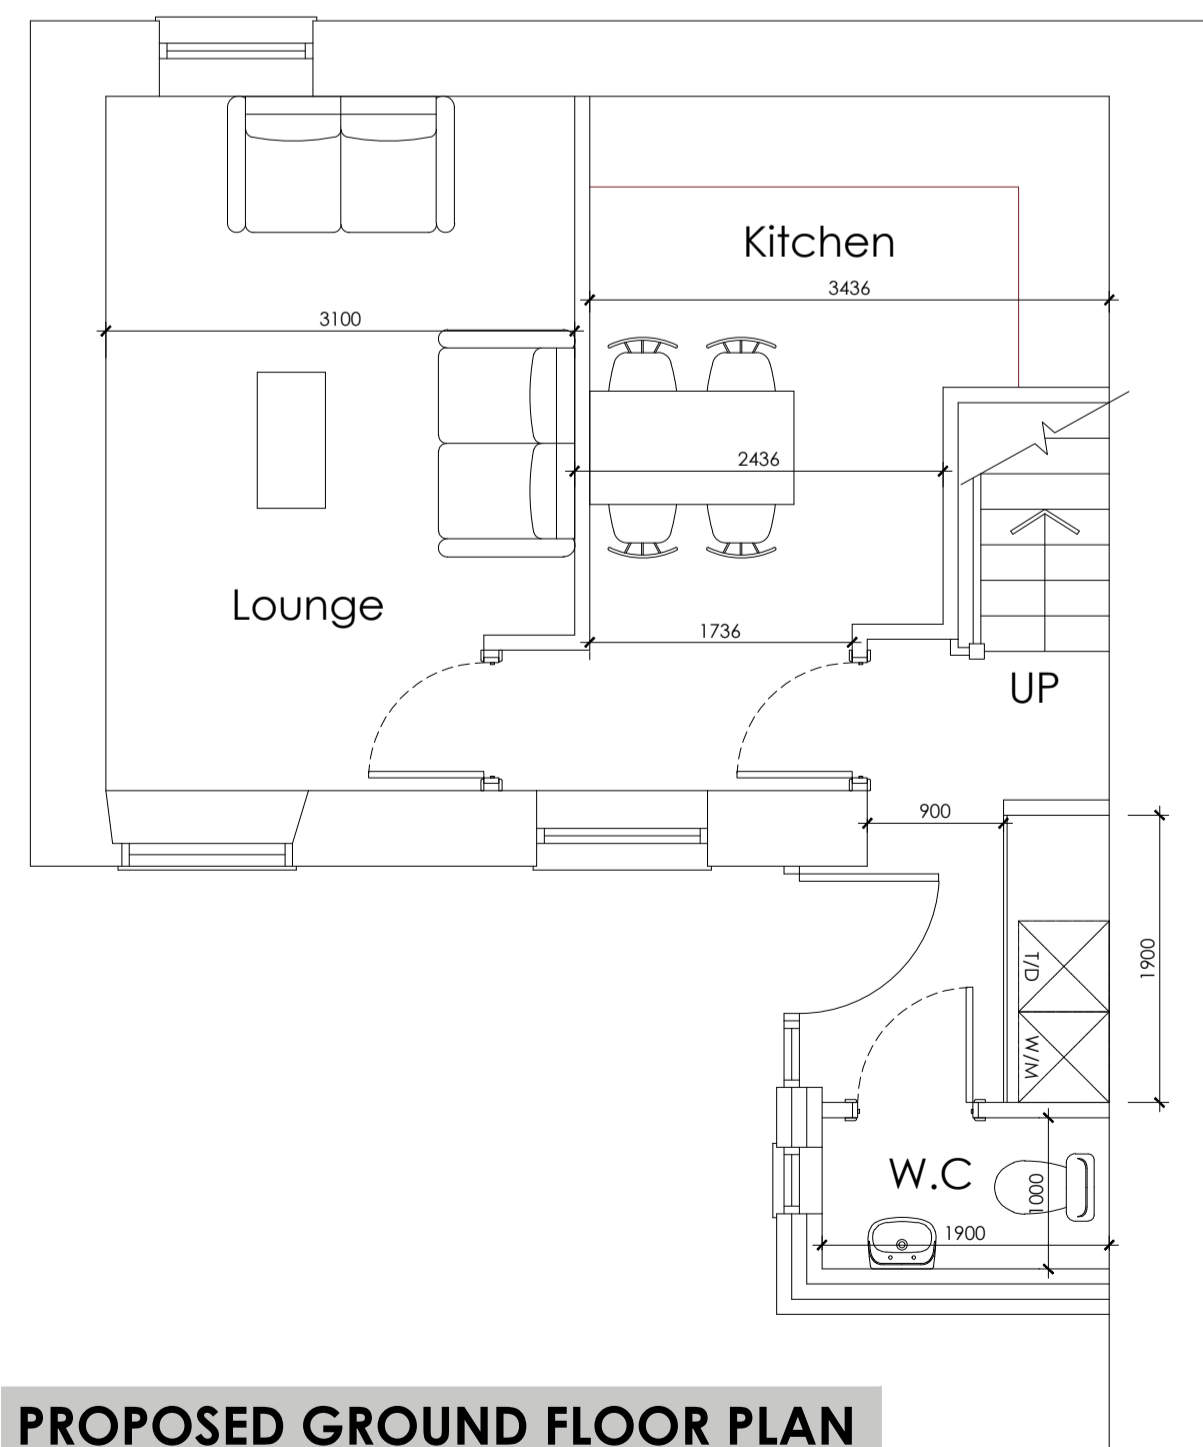 Kitchen
3436
3100
2436
Lounge
1736
UP
900
1900
T/D
W/M
W.C
1000
1900
PROPOSED GROUND FLOOR PLAN